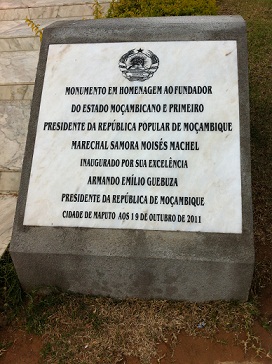 MONUMENTO EM HOMENAGEM AO FUNDADOR
DO ESTADO MOÇAMBICANO E PRIMEIRO
PRESIDENTE DA REPÚBLICA POPULAR DE MOÇAMBIQUE
MARECHAL SAMORA MOISÉS MACHEL
INAUGURADO POR SUA EXCELÊNCIA
ARMANDO EMÍLIO GUEBUZA
PRESIDENTE DA REPÚBLICA DE MOÇAMBIQUE
CIDADE DE MAPUTO AOS 19 DE OUTUBRO DE 2011